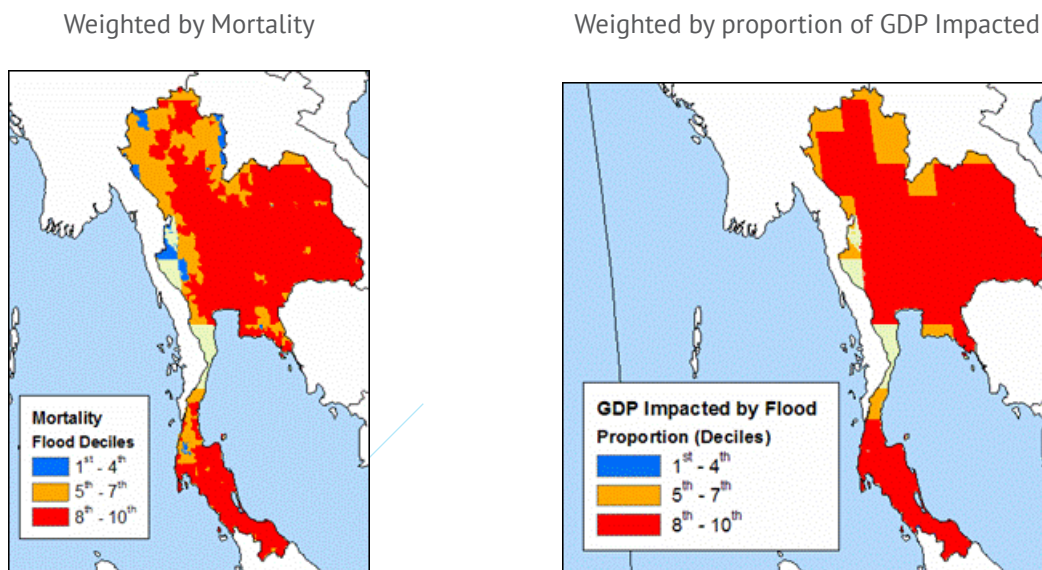 Weighted by Mortality
Weighted by proportion of GDP Impacted
Mortality
Flood Deciles
1st - 4th
5th - 7th
8th - 10th
GDP Impacted by Flood
Proportion (Deciles)
1st - 4th
5th - 7th
8th - 10th